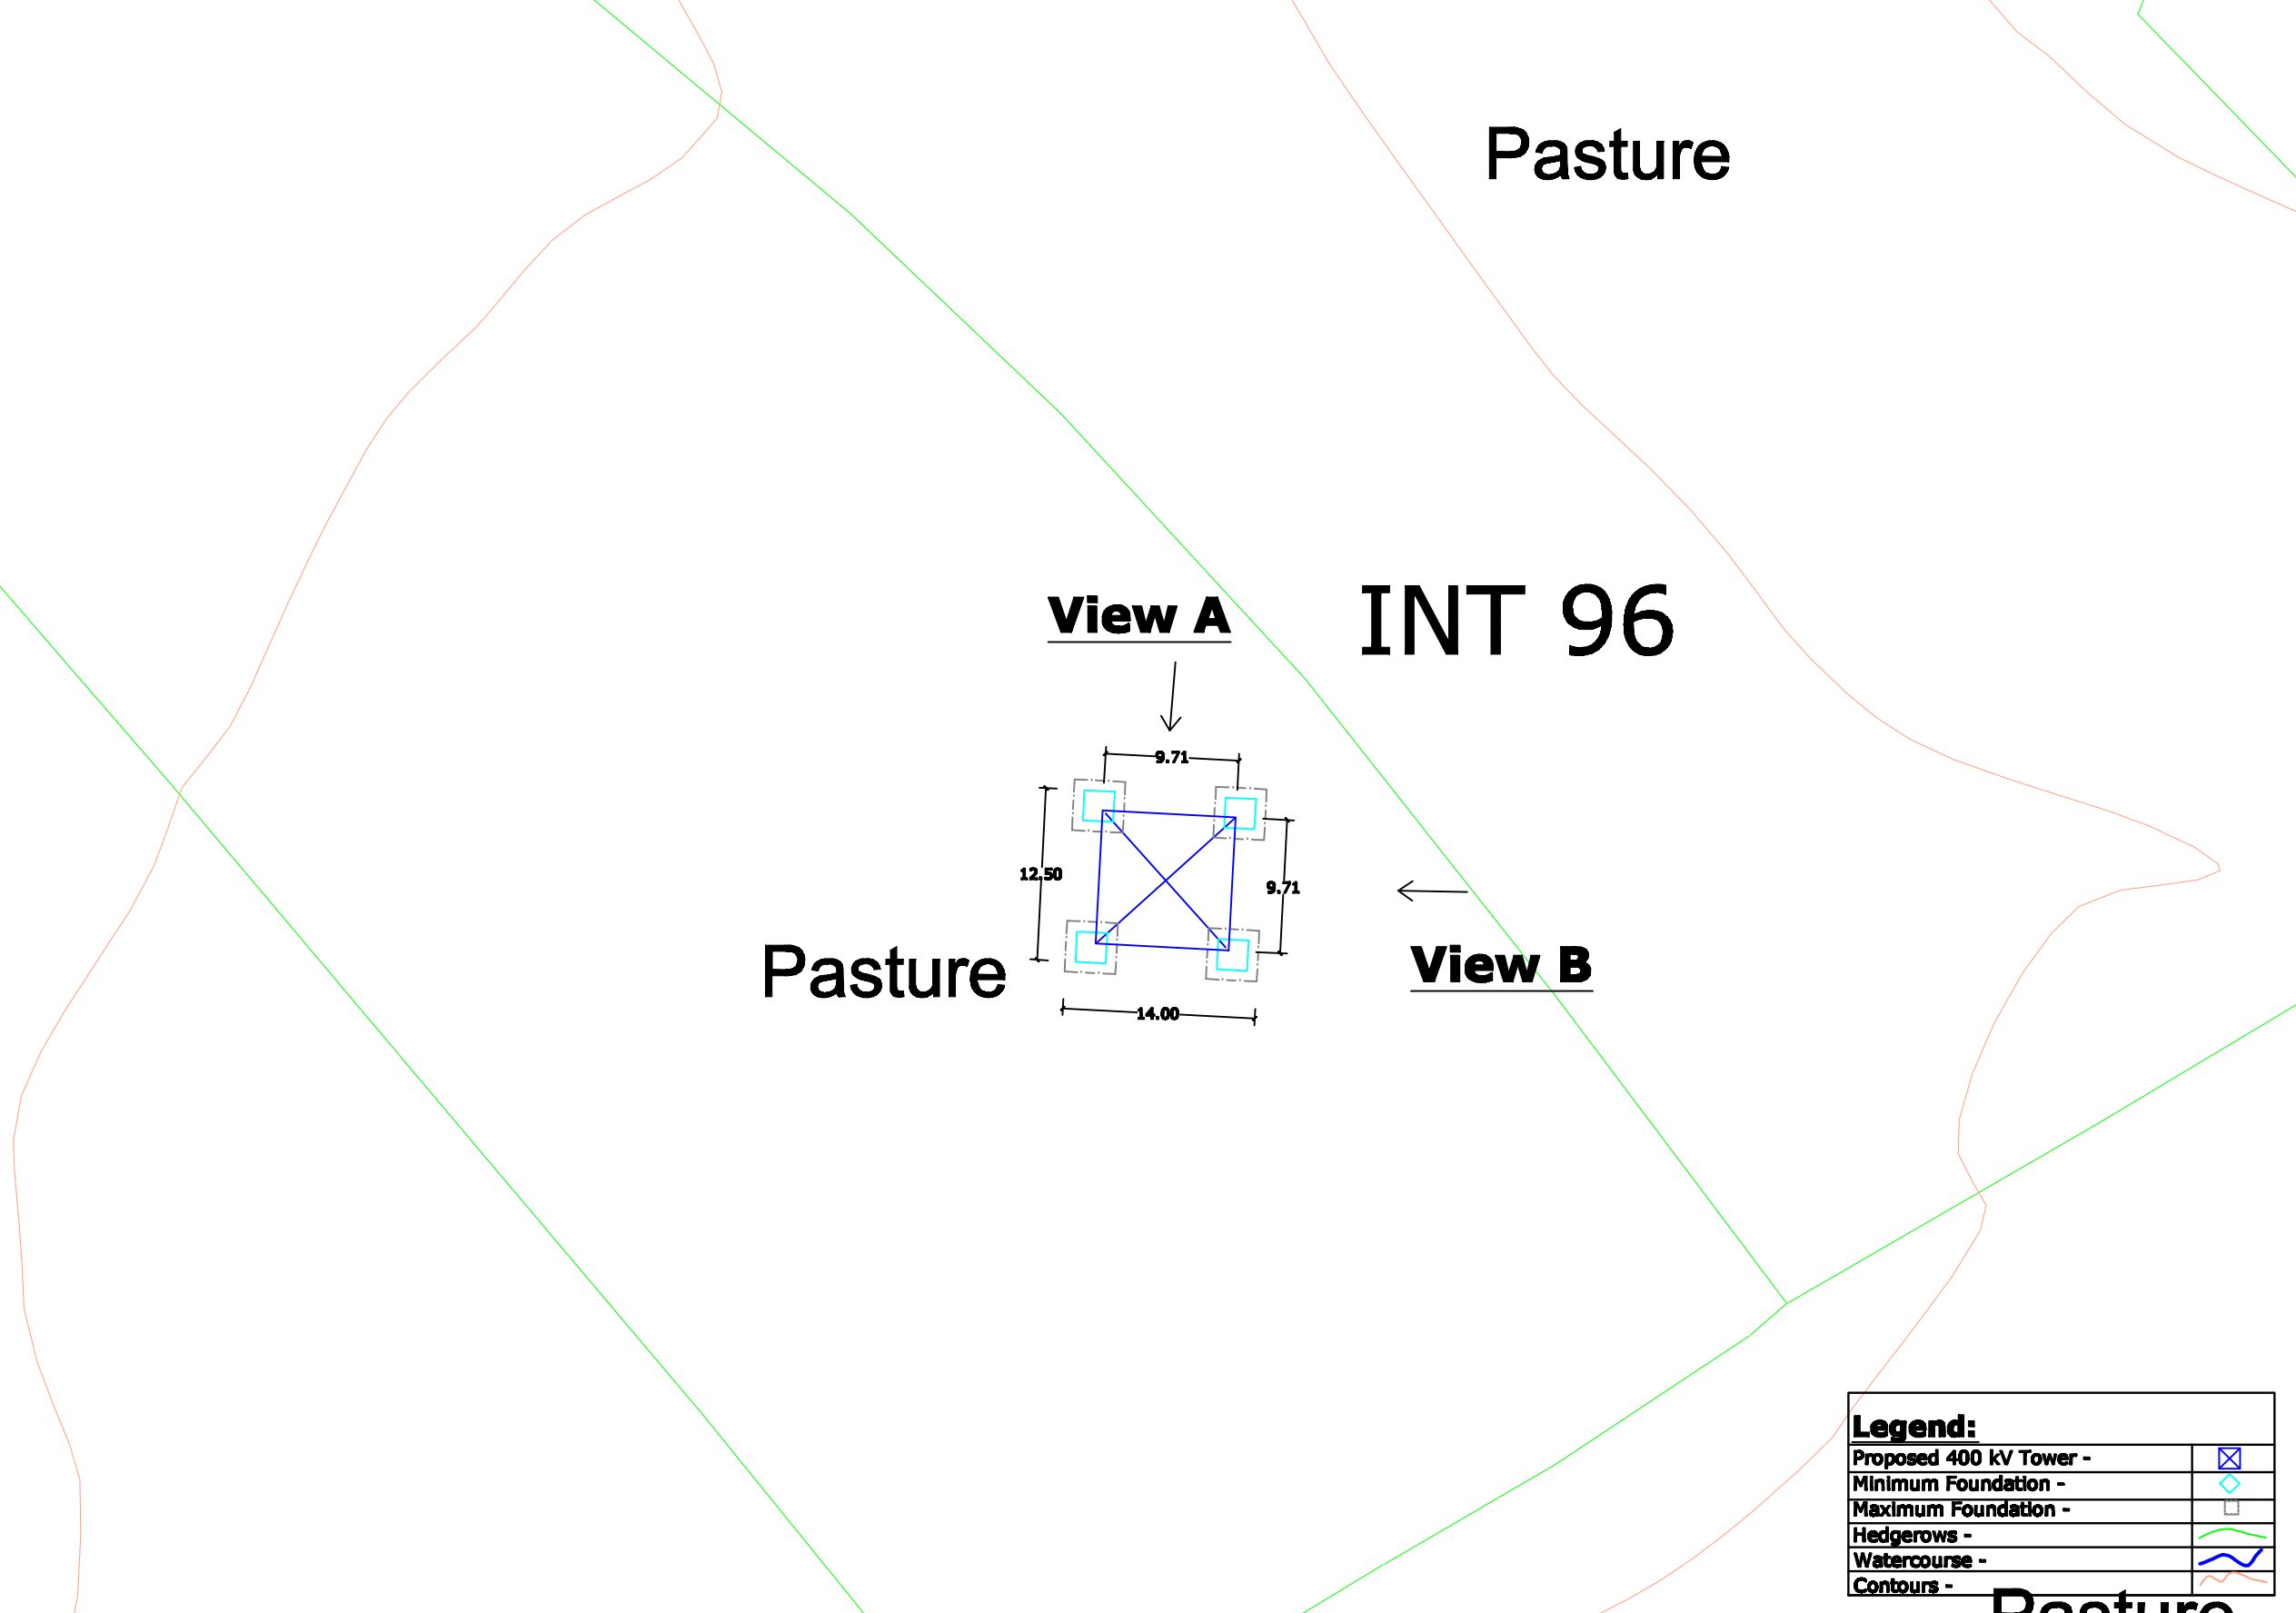 Pasture
INT 96
View A
9.71
12.50
9.71
View B
Pasture
14.00
Legend:
Proposed 400 kV Tower -
Minimum Foundation -
Maximum Foundation -
Hedgerows -
Watercourse -
Contours -
Pasture